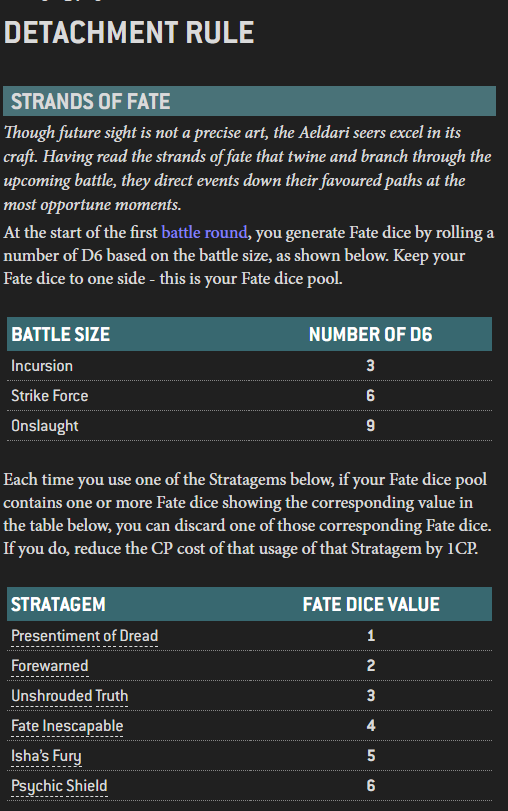 DETACHMENT RULE
STRANDS OF FATE
Though future sight is not a precise art, the Aeldari seers excel in its
craft. Having read the strands of fate that twine and branch through the
upcoming battle, they direct events down their favoured paths at the
most opportune moments.
At the start of the first battle round, you generate Fate dice by rolling a
number of D6 based on the battle size, as shown below. Keep your
Fate dice to one side - this is your Fate dice pool.
BATTLE SIZE NUMBER OF D6
Incursion 3
Strike Force 6
Onslaught 9
Each time you use one of the Stratagems below, if your Fate dice pool
contains one or more Fate dice showing the corresponding value in
the table below, you can discard one of those corresponding Fate dice.
If you do, reduce the CP cost of that usage of that Stratagem by 1CP.
STRATAGEM FATE DICE VALUE
Presentiment of Dread 1
Forewarned 2
Unshrouded Truth 3
Fate Inescapable 4
Isha's Fury 5
Psychic Shield 6